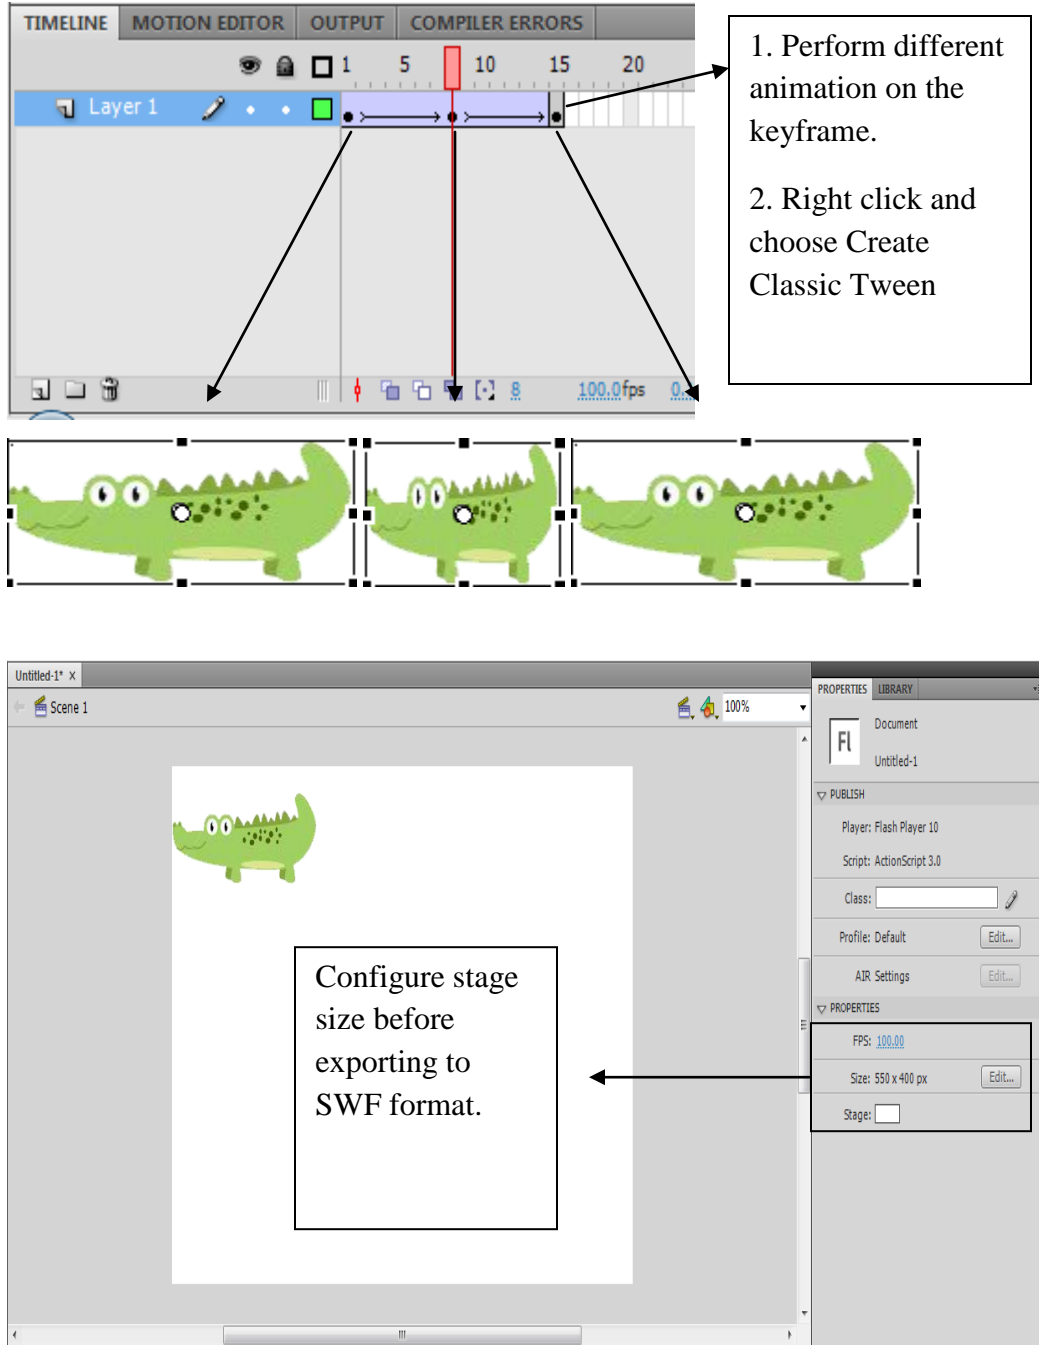 TIMELINE MOTION EDITOR OUTPUT COMPILER ERRORS
1 5 10 15 20
Layer 1
8 100.0fps
1. Perform different
animation on the
keyframe.
2. Right click and
choose Create
Classic Tween
Untitled-1* X
Scene 1
100%
Configure stage
size before
exporting to
SWF format.
PROPERTIES LIBRARY
Fl
Document
Untitled-1
PUBLISH
Player: Flash Player 10
Script: ActionScript 3.0
Class:
Profile: Default Edit...
AIR Settings Edit...
PROPERTIES
FPS: 100.00
Size: 550 x 400 px Edit...
Stage: